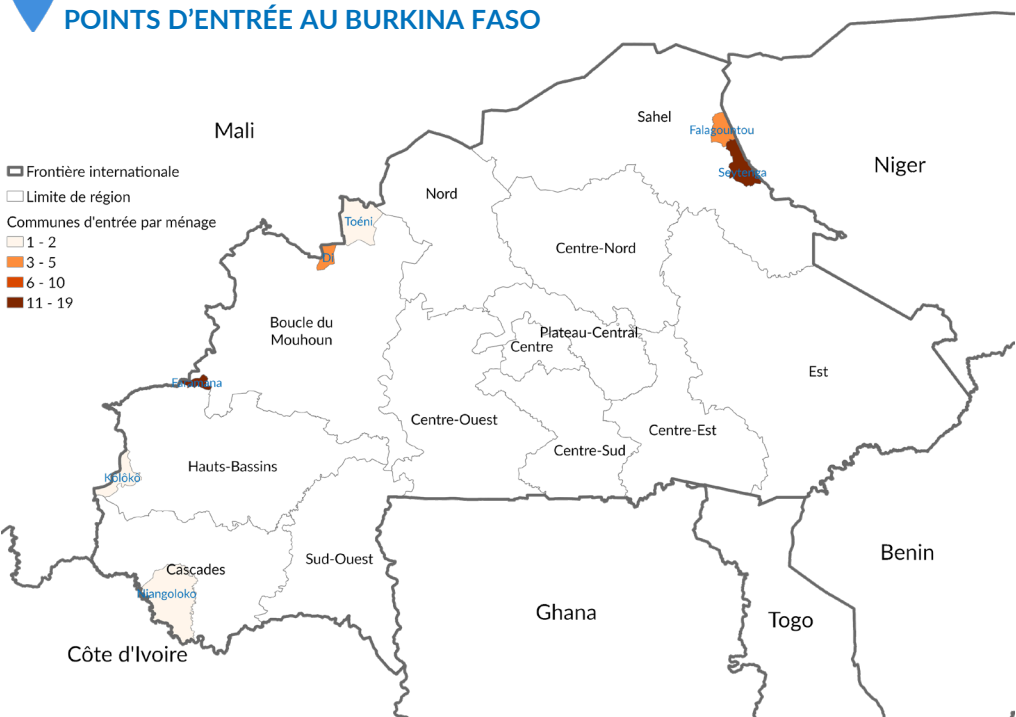 POINTS D’ENTRÉE AU BURKINA FASO
Mali
Sahel
Falagountou
Niger
Seytenga
Frontière internationale
Limite de région
Communes d'entrée par ménage
1 - 2
3 - 5
6 - 10
11 - 19
Nord
Toéni
Di
Centre-Nord
Boucle du
Mouhoun
Plateau-Central
Centre
Est
Faramana
Centre-Ouest
Centre-Est
Centre-Sud
Hauts-Bassins
Kolôko
Sud-Ouest
Cascades
Niangoloko
Benin
Ghana
Togo
Côte d'Ivoire